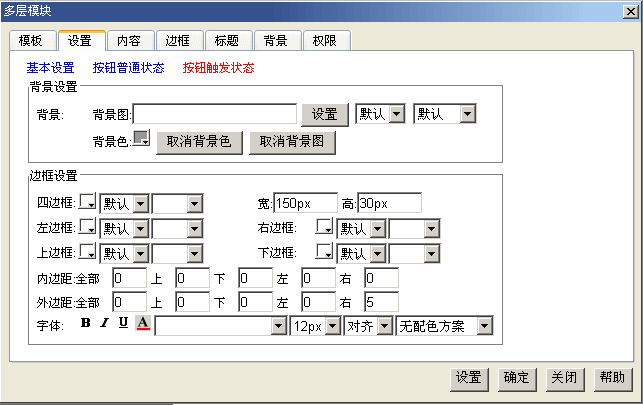 多层模块
模板 设置 内容 边框 标题 背景 权限
基本设置 按钮普通状态 按钮触发状态
背景设置
背景: 背景图: 设置 默认 默认
背景色: 取消背景色 取消背景图
边框设置
四边框: 默认 宽: 150px 高: 30px
左边框: 默认 右边框: 默认
上边框: 默认 下边框: 默认
内边距:全部 0 上 0 下 0 左 0 右 0
外边距:全部 0 上 0 下 0 左 0 右 5
字体: B I U A 12px 对齐 无配色方案
设置 确定 关闭 帮助